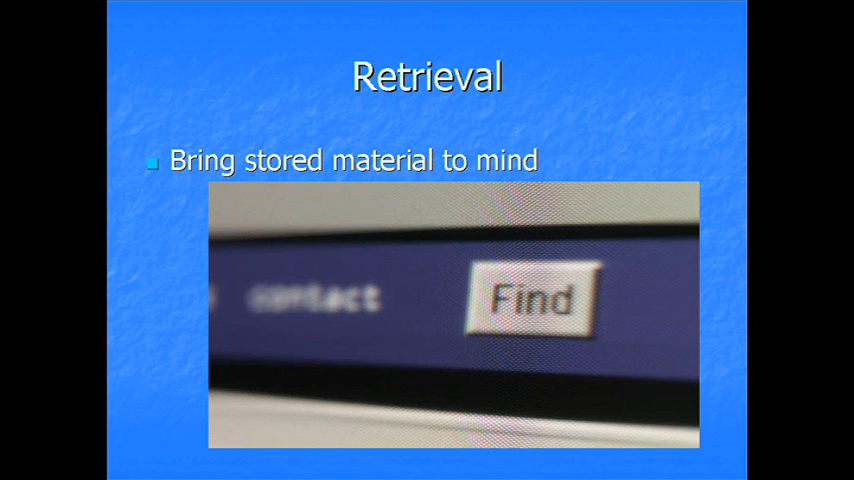 Retrieval
Bring stored material to mind
contact
Find